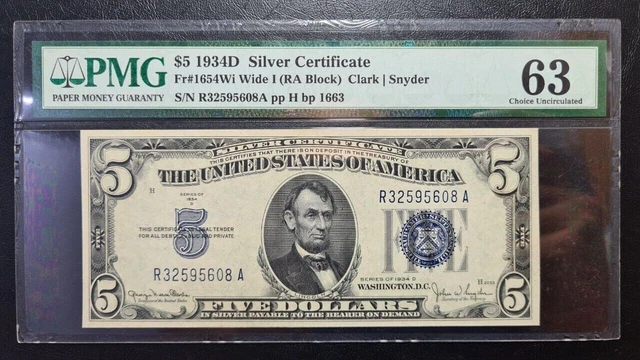 PMG
PAPER MONEY GUARANTY
$5 1934D Silver Certificate
Fr#1654Wi Wide I (RA Block) Clark | Snyder
S/N R32595608A pp H bp 1663
63
Choice Uncirculated
SILVER CERTIFICATE
THIS CERTIFIES THAT THERE IS ON DEPOSIT IN THE TREASURY OF
THE UNITED STATES OF AMERICA
5
5
H
SERIES OF
1934
D
R32595608 A
5
THIS CERTIFICATE IS LEGAL TENDER
FOR ALL DEBTS PUBLIC AND PRIVATE
SERIES OF 1934 D
WASHINGTON, D.C.
H
R32595608 A
LINCOLN
5
5
FIVE DOLLARS
IN SILVER PAYABLE TO THE BEARER ON DEMAND